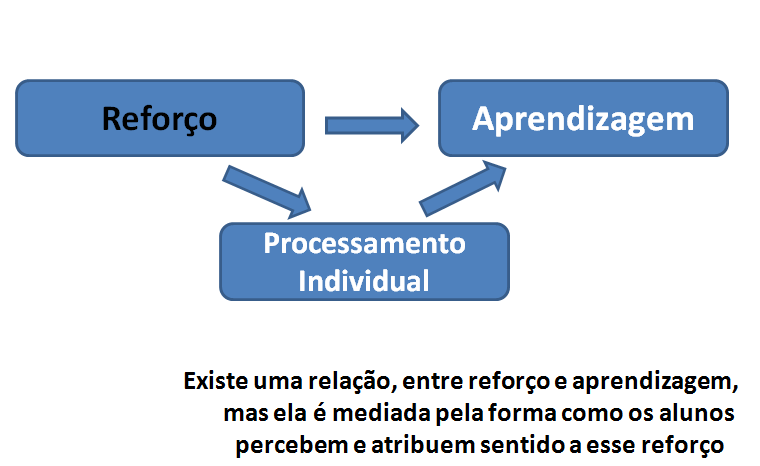 Reforço
Aprendizagem
Processamento
Individual
Existe uma relação, entre reforço e aprendizagem,
mas ela é mediada pela forma como os alunos
percebem e atribuem sentido a esse reforço